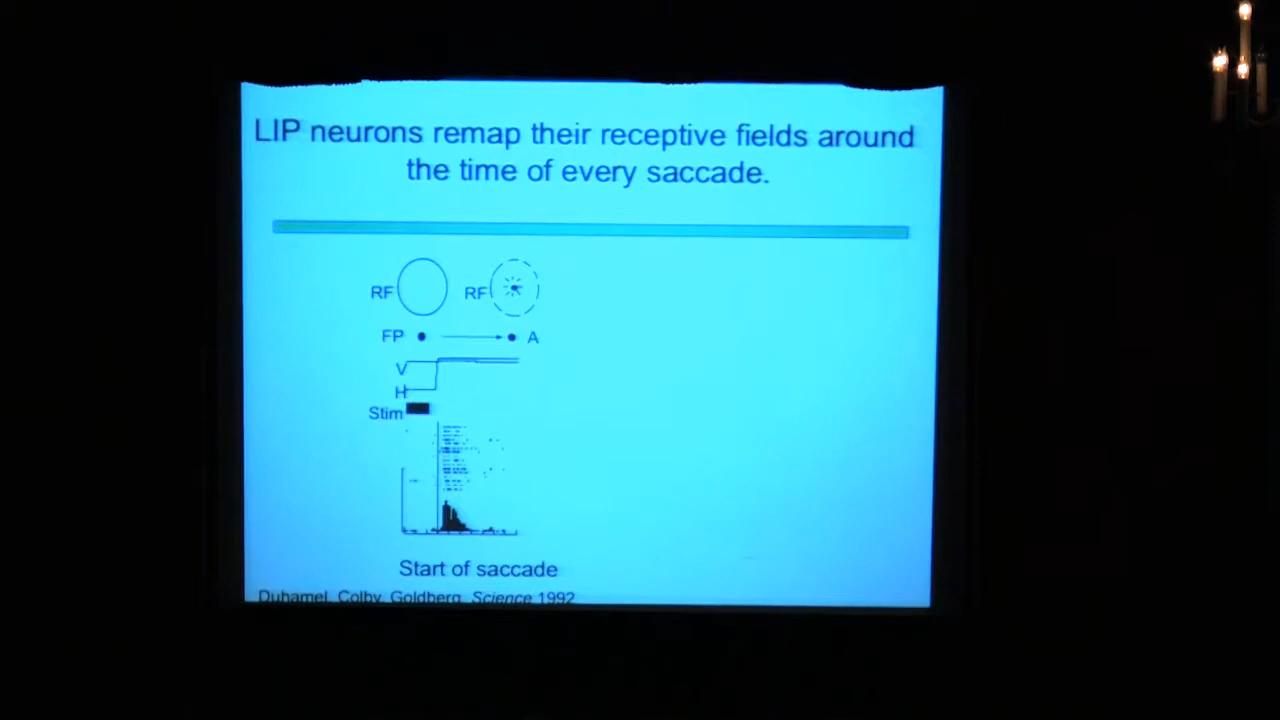 LIP neurons remap their receptive fields around
the time of every saccade.
RF RF
FP A
V
H
Stim
Start of saccade
Duhamel, Colby, Goldberg, Science 1992